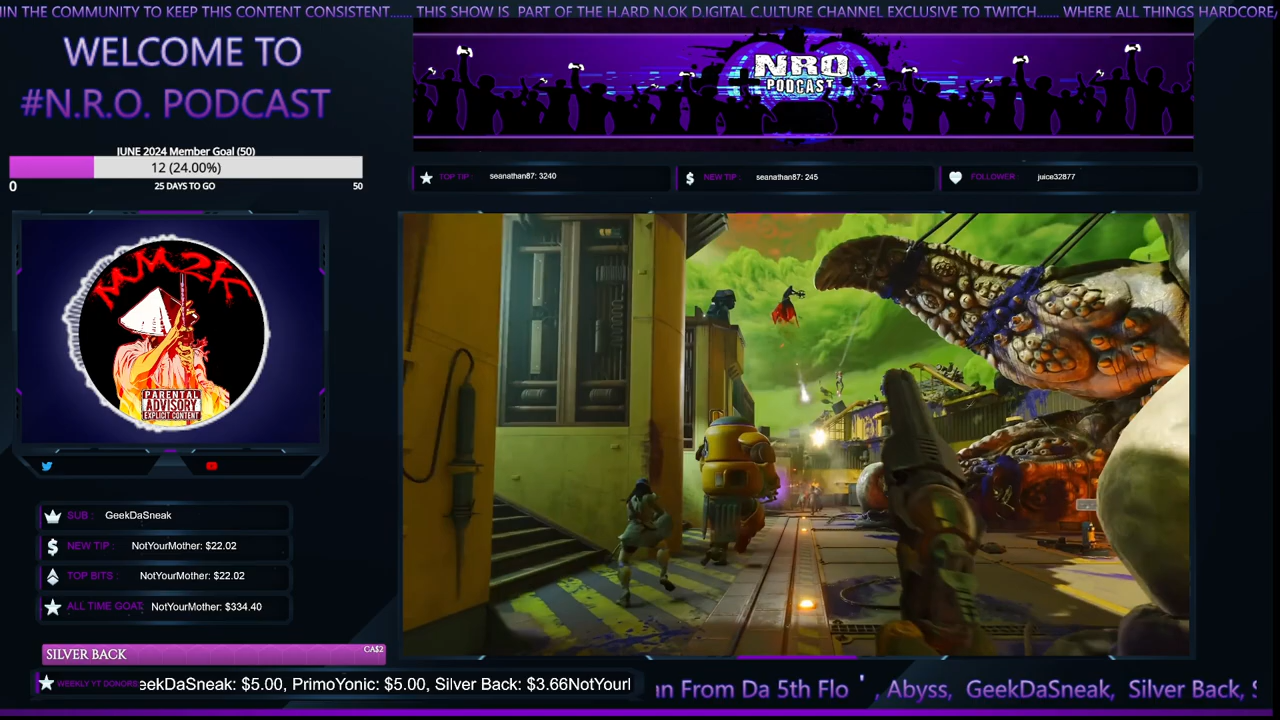 IN THE COMMUNITY TO KEEP THIS CONTENT CONSISTENT...... THIS SHOW IS PART OF THE H.ARD N.OK D.IGITAL C.ULTURE CHANNEL EXCLUSIVE TO TWITCH...... WHERE ALL THINGS HARDCORE/
WELCOME TO
#N.R.O. PODCAST
NRO
PODCAST
JUNE 2024 Member Goal (50)
12 (24.00%)
0 25 DAYS TO GO 50
TOP TIP : seanathan87: 3240
NEW TIP : seanathan87: 245
FOLLOWER : juice32877
MM2K
PARENTAL
ADVISORY
EXPLICIT CONTENT
SUB : GeekDaSneak
NEW TIP : NotYourMother: $22.02
TOP BITS : NotYourMother: $22.02
ALL TIME GOAT: NotYourMother: $334.40
SILVER BACK CA$2
WEEKLY YT DONORS: eekDaSneak: $5.00, PrimoYonic: $5.00, Silver Back: $3.66NotYourl
n From Da 5th Flo ' , Abyss, GeekDaSneak, Silver Back, S